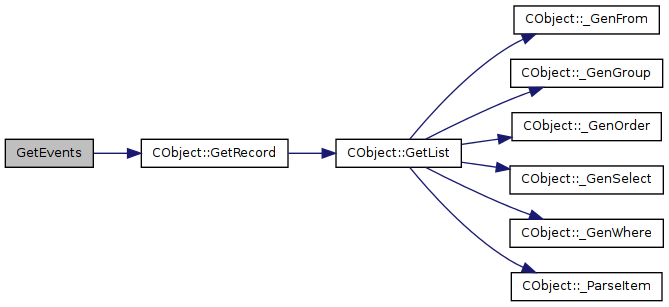 GetEvents
CObject::GetRecord
CObject::GetList
CObject::_GenFrom
CObject::_GenGroup
CObject::_GenOrder
CObject::_GenSelect
CObject::_GenWhere
CObject::_ParseItem